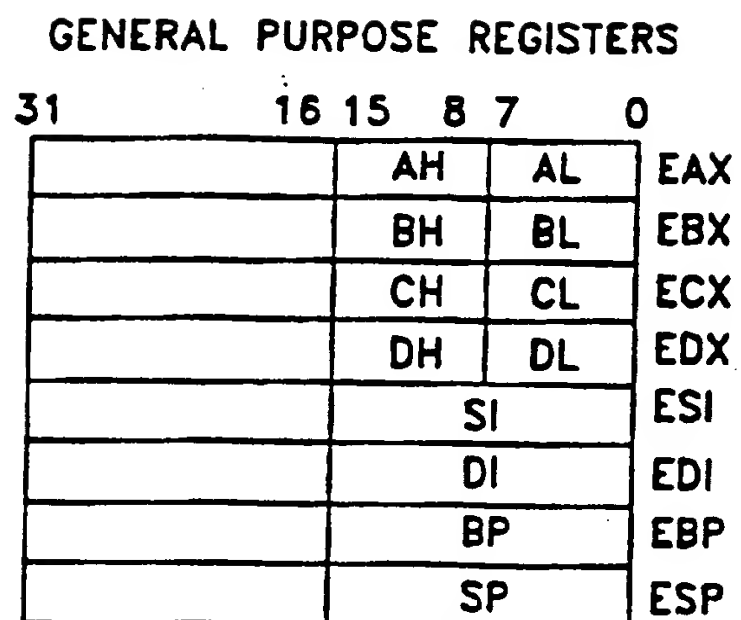 GENERAL PURPOSE REGISTERS
31 16 15 8 7 0
AH AL EAX
BH BL EBX
CH CL ECX
DH DL EDX
SI ESI
DI EDI
BP EBP
SP ESP